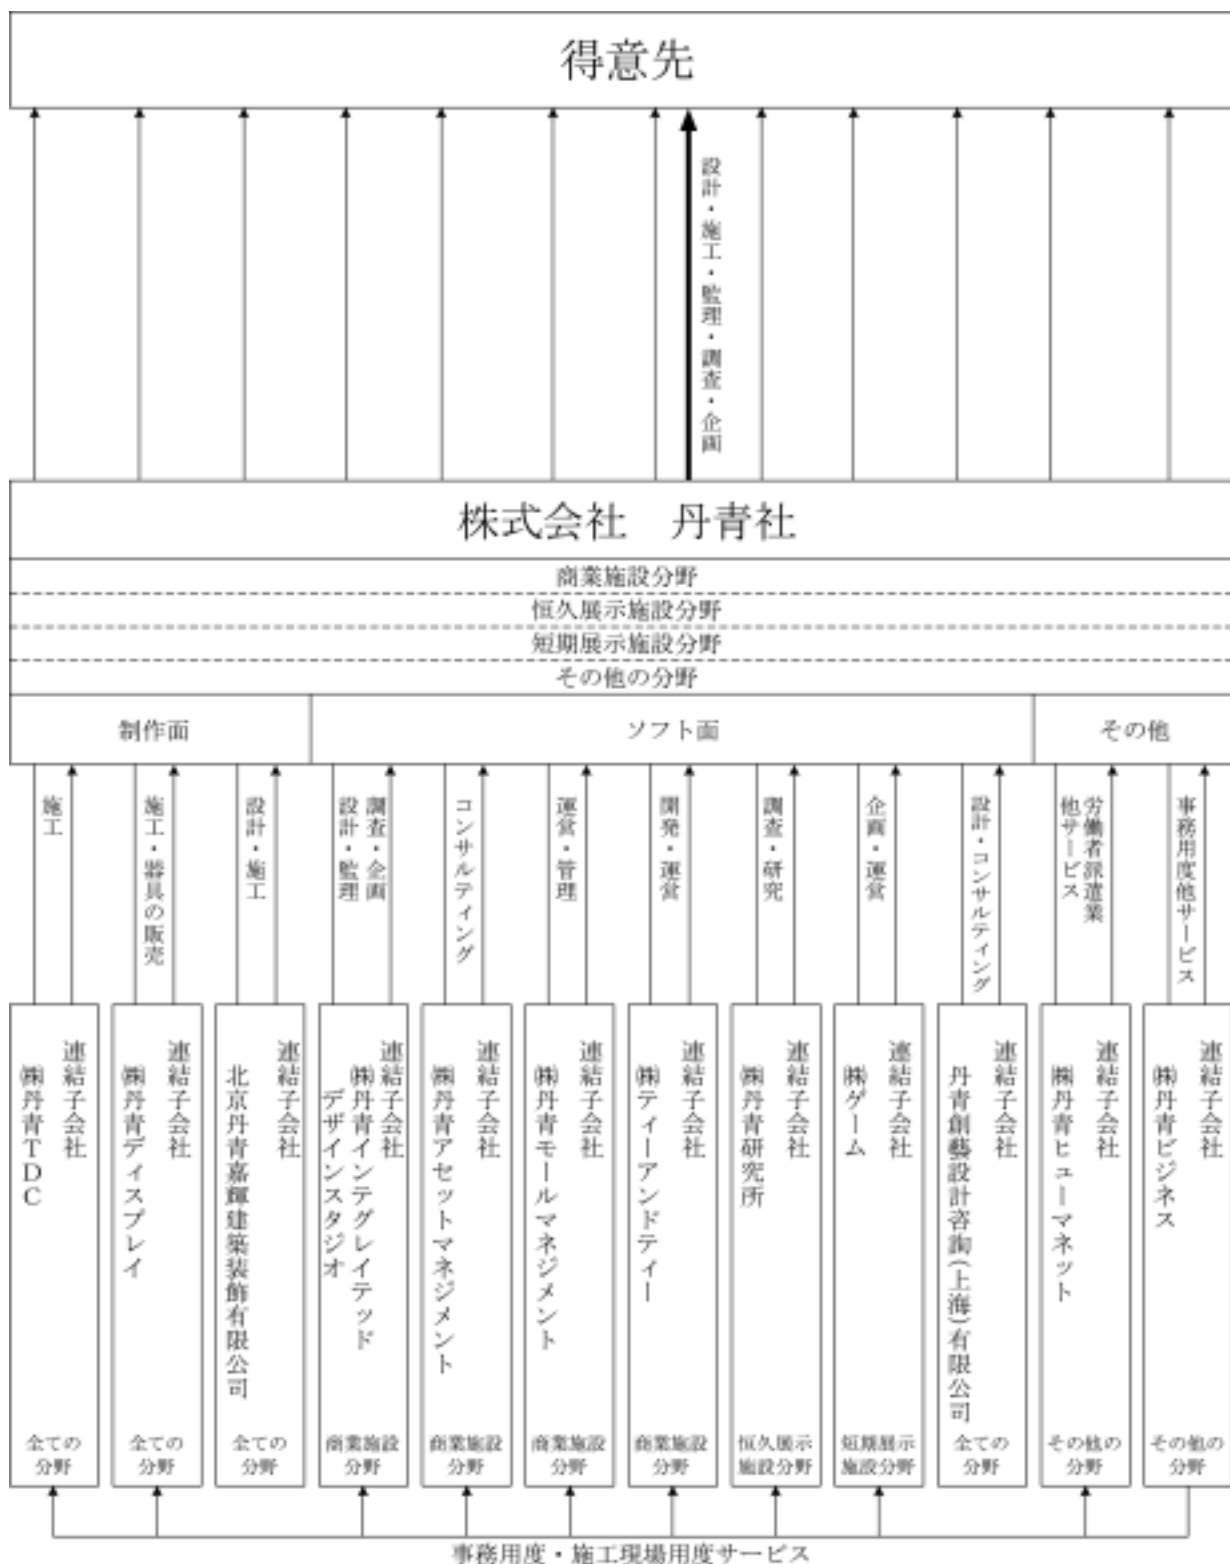 得意先
設計・施工・監理・調査・企画
株式会社　丹青社
商業施設分野
恒久展示施設分野
短期展示施設分野
その他の分野
制作面
ソフト面
その他
施工
施工・器具の販売
設計・施工
調査・企画
設計・監理
コンサルティング
運営・管理
開発・運営
調査・研究
企画・運営
設計・コンサルティング
労働者派遣業
他サービス
事務用度他サービス
連結子会社
㈱丹青TDC
全ての
分野
連結子会社
㈱丹青ディスプレイ
全ての
分野
連結子会社
北京丹青嘉輝建築装飾有限公司
全ての
分野
連結子会社
㈱丹青インテグレイテッド
デザインスタジオ
商業施設
分野
連結子会社
㈱丹青アセットマネジメント
商業施設
分野
連結子会社
㈱丹青モールマネジメント
商業施設
分野
連結子会社
㈱ティーアンドティー
商業施設
分野
連結子会社
㈱丹青研究所
恒久展示
施設分野
連結子会社
㈱ゲーム
短期展示
施設分野
連結子会社
丹青創藝設計咨詢(上海)有限公司
全ての
分野
連結子会社
㈱丹青ヒューマネット
その他の
分野
連結子会社
㈱丹青ビジネス
その他の
分野
事務用度・施工現場用度サービス